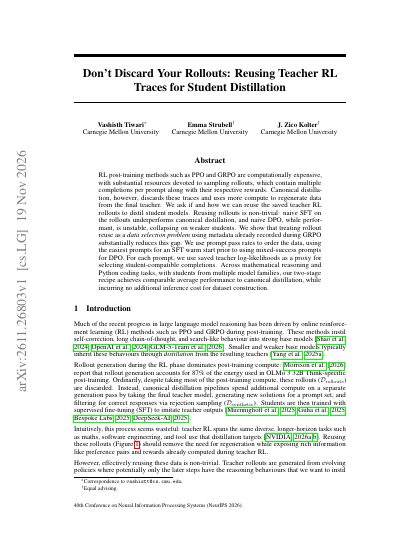 Don't Discard Your Rollouts: Reusing Teacher RL
Traces for Student Distillation
Vashisth Tiwari*
Carnegie Mellon University
Emma Strubell†
Carnegie Mellon University
J. Zico Kolter†
Carnegie Mellon University
Abstract
RL post-training methods such as PPO and GRPO are computationally expensive,
with substantial resources devoted to sampling rollouts, which contain multiple
completions per prompt along with their respective rewards. Canonical distilla-
tion, however, discards these traces and uses more compute to regenerate data
from the final teacher. We ask if and how we can reuse the saved teacher RL
rollouts to distill student models. Reusing rollouts is non-trivial: naive SFT on
the rollouts underperforms canonical distillation, and naive DPO, while perfor-
mant, is unstable, collapsing on weaker students. We show that treating rollout
reuse as a data selection problem using metadata already recorded during GRPO
substantially reduces this gap. We use prompt pass rates to order the data, using
the easiest prompts for an SFT warm start prior to using mixed-success prompts
for DPO. For each prompt, we use saved teacher log-likelihoods as a proxy for
selecting student-compatible completions. Across mathematical reasoning and
Python coding tasks, with students from multiple model families, our two-stage
recipe achieves comparable average performance to canonical distillation, while
incurring no additional inference cost for dataset construction.
1 Introduction
Much of the recent progress in large language model reasoning has been driven by online reinforce-
ment learning (RL) methods such as PPO and GRPO during post-training. These methods enable
self-correction, long chain-of-thought, and search-like behaviour into strong base models [Shao et al.,
2024, OpenAI et al., 2024, GLM-5-Team et al., 2026]. Smaller and weaker base models typically
inherit these behaviours through distillation from the resulting teachers [Yang et al., 2025a].
Rollout generation during the RL phase dominates post-training compute: Morrison et al. 2026
report that rollout generation accounts for 87% of the energy used in OLMo 3 32B Think-specific
post-training. Ordinarily, despite taking most of the post-training compute, these rollouts (D
are discarded. Instead, canonical distillation pipelines spend additional compute on a separate
generation pass by taking the final teacher model, generating new solutions for a prompt set, and
filtering for correct responses via rejection sampling (D Students are then trained with
supervised fine-tuning (SFT) to imitate teacher outputs [Muennighoff et al., 2025, Guha et al., 2025,
Bespoke Labs, 2025, DeepSeek-AI, 2025].
Intuitively, this process seems wasteful: teacher RL spans the same diverse, longer-horizon tasks such
as maths, software engineering, and tool use that distillation targets [NVIDIA, 2026a,b]. Reusing
these rollouts (Figure 1) eliminates the need for regeneration while exposing rich information
like preference pairs and rewards already computed during teacher RL.
However, effectively reusing these data is non-trivial. Teacher rollouts are generated from evolving
policies where potentially only the later steps have the reasoning behaviours that we want to instil
*Correspondence to vashistt@cs.cmu.edu.
†Equal advising.
40th Conference on Neural Information Processing Systems (NeurIPS 2026)
arXiv:2611.26803v1 [cs.LG] 19 Nov 2026